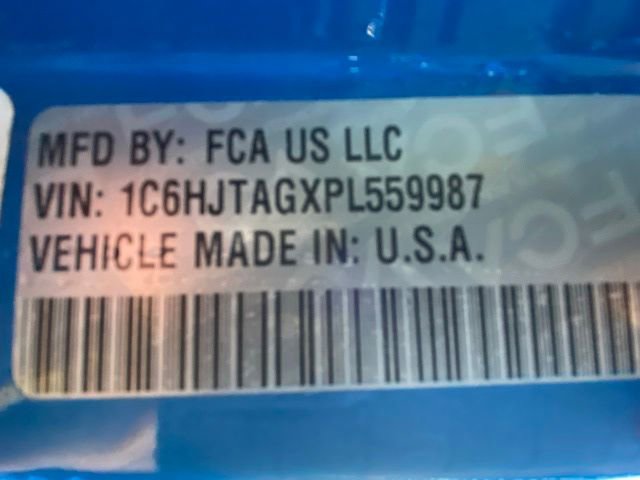 MFD BY: FCA US LLC
VIN: 1C6HJTAGXPL559987
VEHICLE MADE IN: U.S.A.